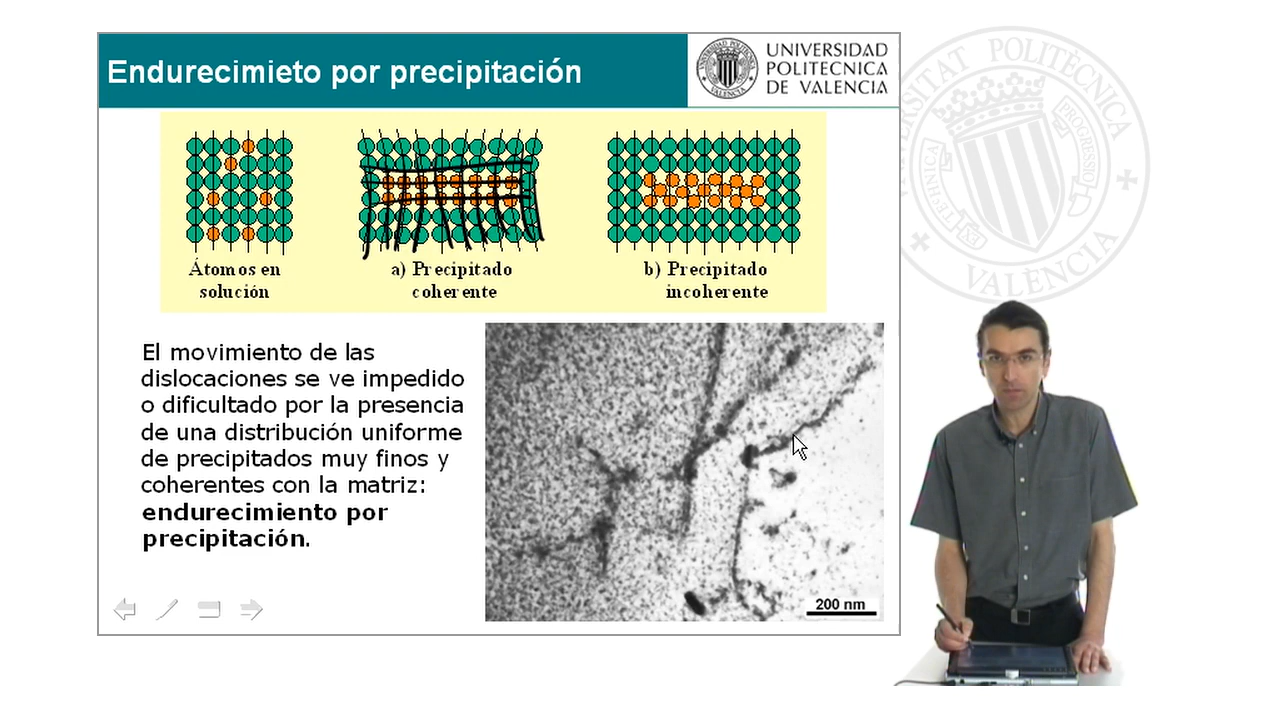 Endurecimieto por precipitación
UNIVERSIDAD
POLITECNICA
DE VALENCIA
Átomos en
solución
a) Precipitado
coherente
b) Precipitado
incoherente
El movimiento de las
dislocaciones se ve impedido
o dificultado por la presencia
de una distribución uniforme
de precipitados muy finos y
coherentes con la matriz:
endurecimiento por
precipitación.
200 nm